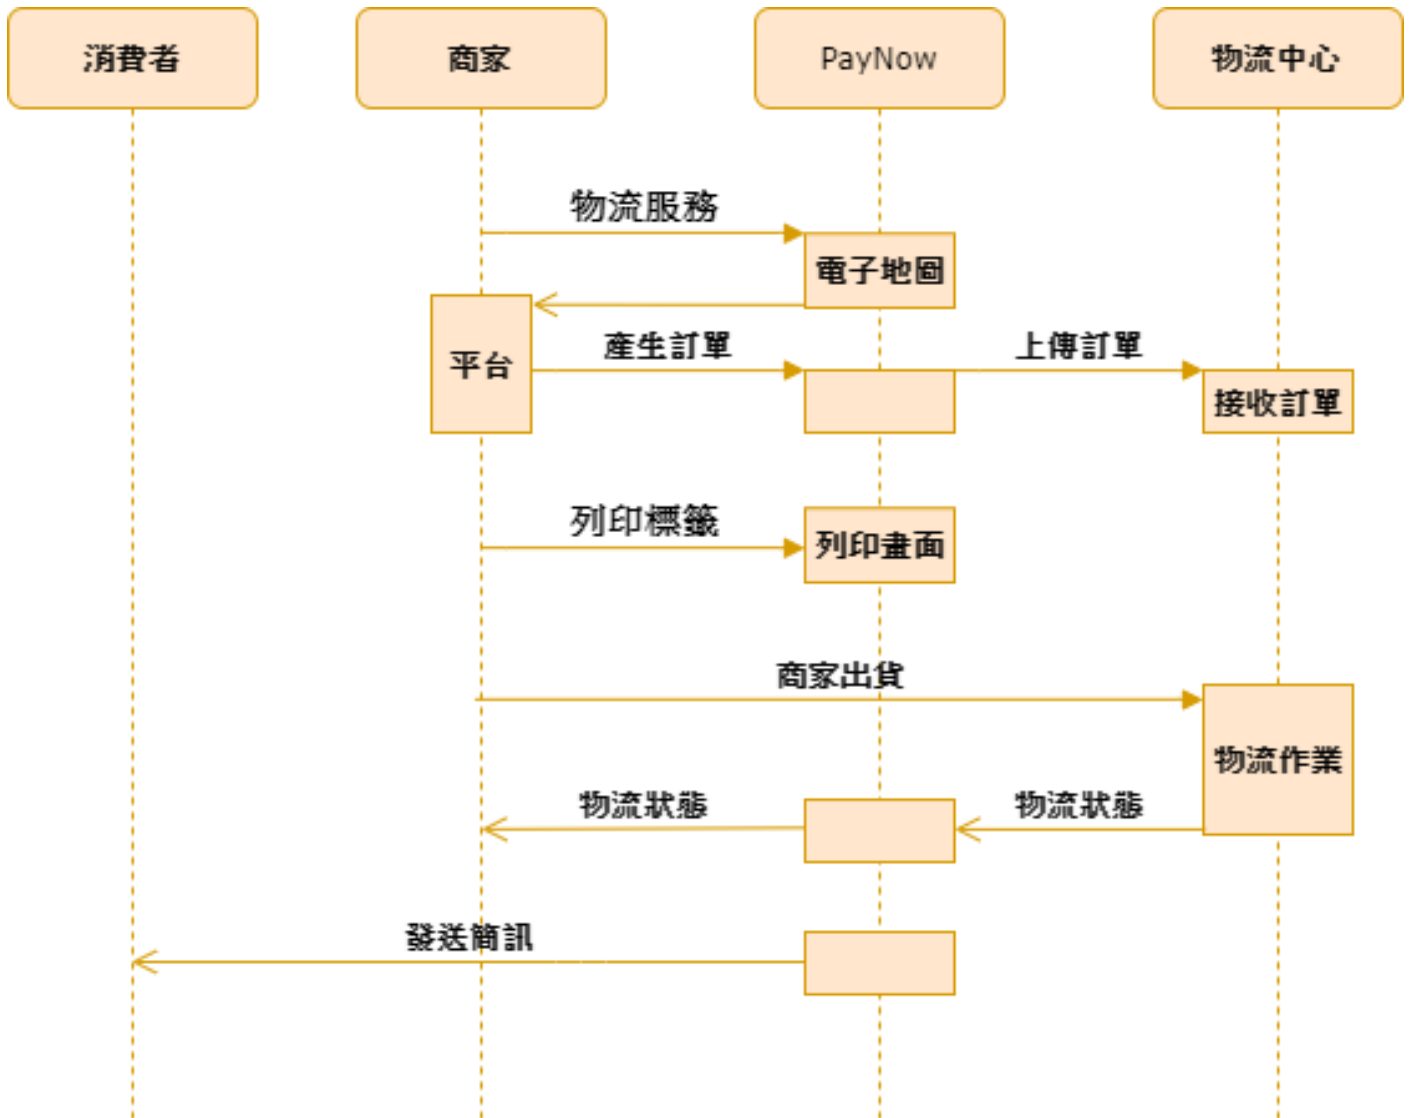 消費者
商家
PayNow
物流中心
物流服務
電子地圖
平台
產生訂單
上傳訂單
接收訂單
列印標籤
列印畫面
商家出貨
物流作業
物流狀態
物流狀態
發送簡訊